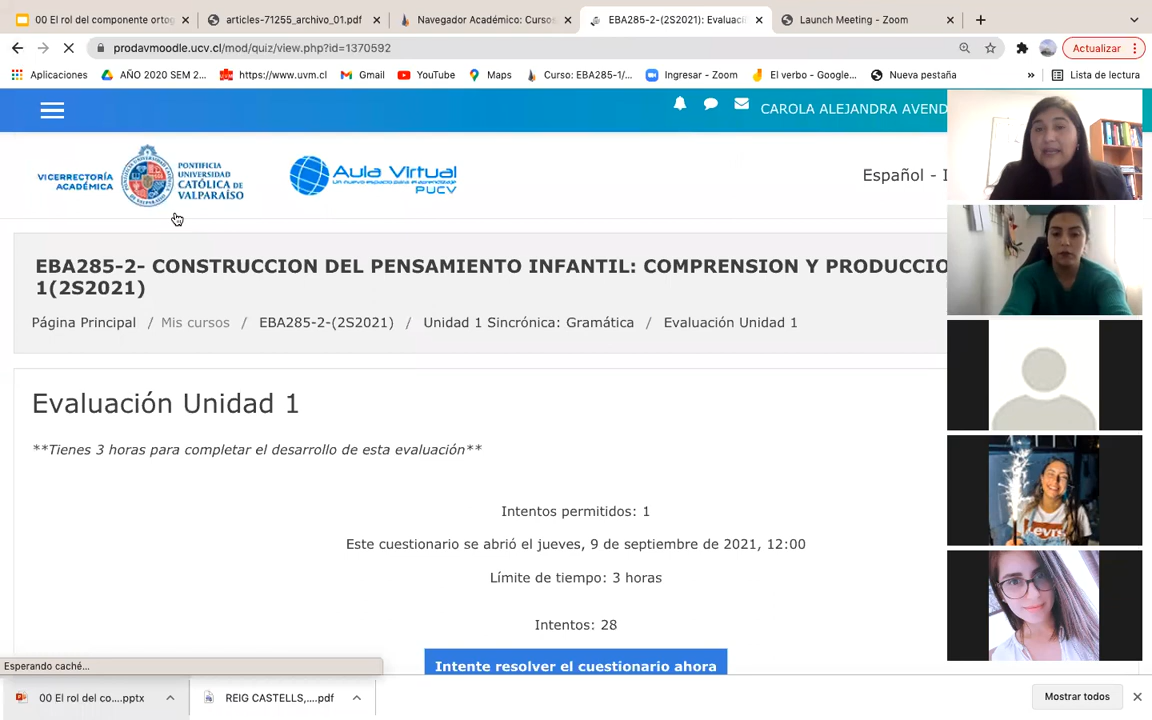 00 El rol del componente ortog
articles-71255_archivo_01.pdf
Navegador Académico: Cursos
EBA285-2-(2S2021): Evaluaci
Launch Meeting - Zoom
prodavmoodle.ucv.cl/mod/quiz/view.php?id=1370592
Actualizar
Aplicaciones
AÑO 2020 SEM 2...
https://www.uvm.cl
Gmail
YouTube
Maps
Curso: EBA285-1/...
Ingresar - Zoom
El verbo - Google...
Nueva pestaña
»
Lista de lectura
CAROLA ALEJANDRA AVEND
VICERRECTORÍA
ACADÉMICA
PONTIFICIA
UNIVERSIDAD
CATÓLICA DE
VALPARAÍSO
Aula Virtual
Un nuevo espacio para el aprendizaje
PUCV
Español - I
EBA285-2- CONSTRUCCION DEL PENSAMIENTO INFANTIL: COMPRENSION Y PRODUCCIO
1(2S2021)
Página Principal / Mis cursos / EBA285-2-(2S2021) / Unidad 1 Sincrónica: Gramática / Evaluación Unidad 1
Evaluación Unidad 1
**Tienes 3 horas para completar el desarrollo de esta evaluación**
Intentos permitidos: 1
Este cuestionario se abrió el jueves, 9 de septiembre de 2021, 12:00
Límite de tiempo: 3 horas
Intentos: 28
Intente resolver el cuestionario ahora
Esperando caché...
00 El rol del co....pptx
REIG CASTELLS,....pdf
Mostrar todos
Levi's